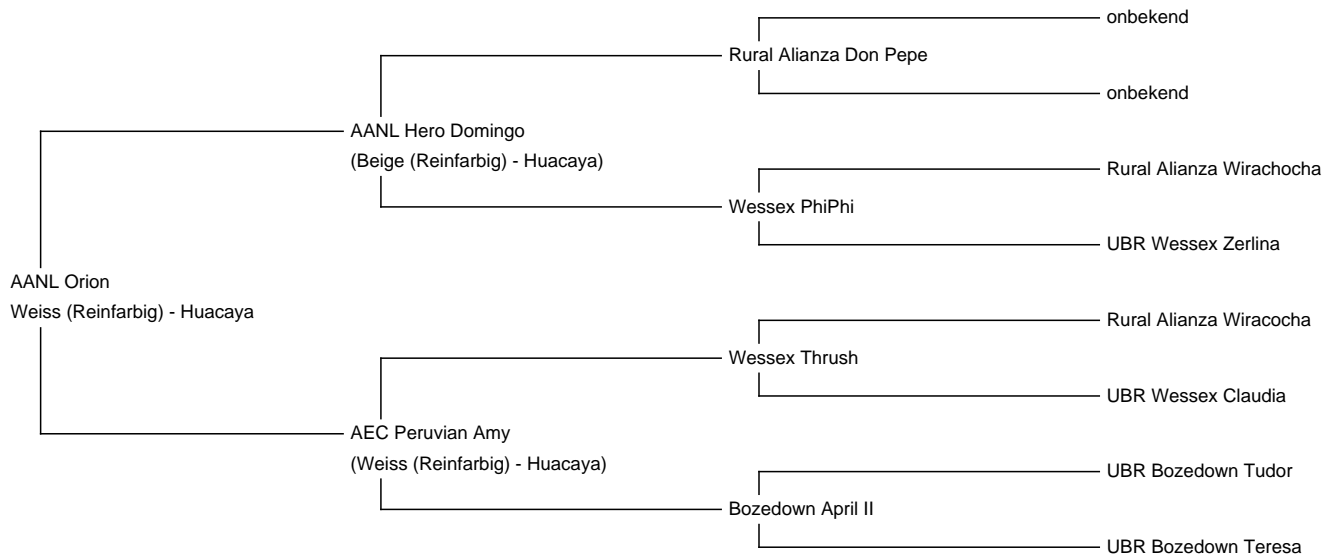 onbekend
Rural Alianza Don Pepe
onbekend
AANL Hero Domingo
(Beige (Reinfarbig) - Huacaya)
Rural Alianza Wirachocha
Wessex PhiPhi
UBR Wessex Zerlina
AANL Orion
Weiss (Reinfarbig) - Huacaya
Rural Alianza Wiracocha
Wessex Thrush
UBR Wessex Claudia
AEC Peruvian Amy
(Weiss (Reinfarbig) - Huacaya)
UBR Bozedown Tudor
Bozedown April II
UBR Bozedown Teresa